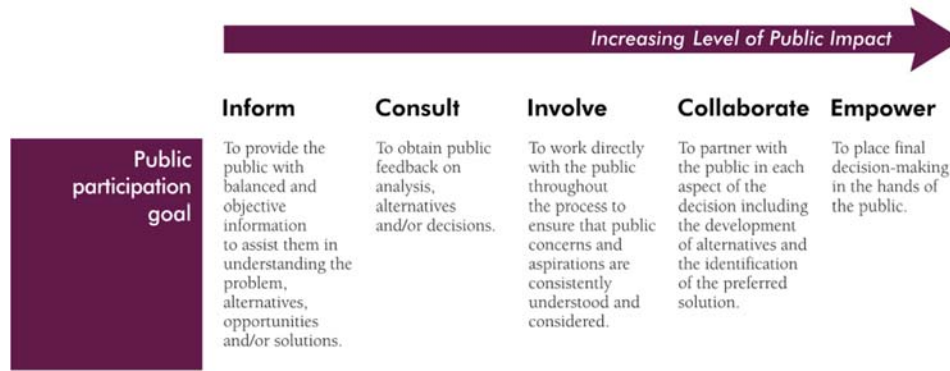 Increasing Level of Public Impact
Inform
Consult
Involve
Collaborate
Empower
Public
participation
goal
To provide the
public with
balanced and
objective
information
to assist them in
understanding the
problem,
alternatives,
opportunities
and/or solutions.
To obtain public
feedback on
analysis,
alternatives
and/or decisions.
To work directly
with the public
throughout
the process to
ensure that public
concerns and
aspirations are
consistently
understood and
considered.
To partner with
the public in each
aspect of the
decision including
the development
of alternatives and
the identification
of the preferred
solution.
To place final
decision-making
in the hands of
the public.